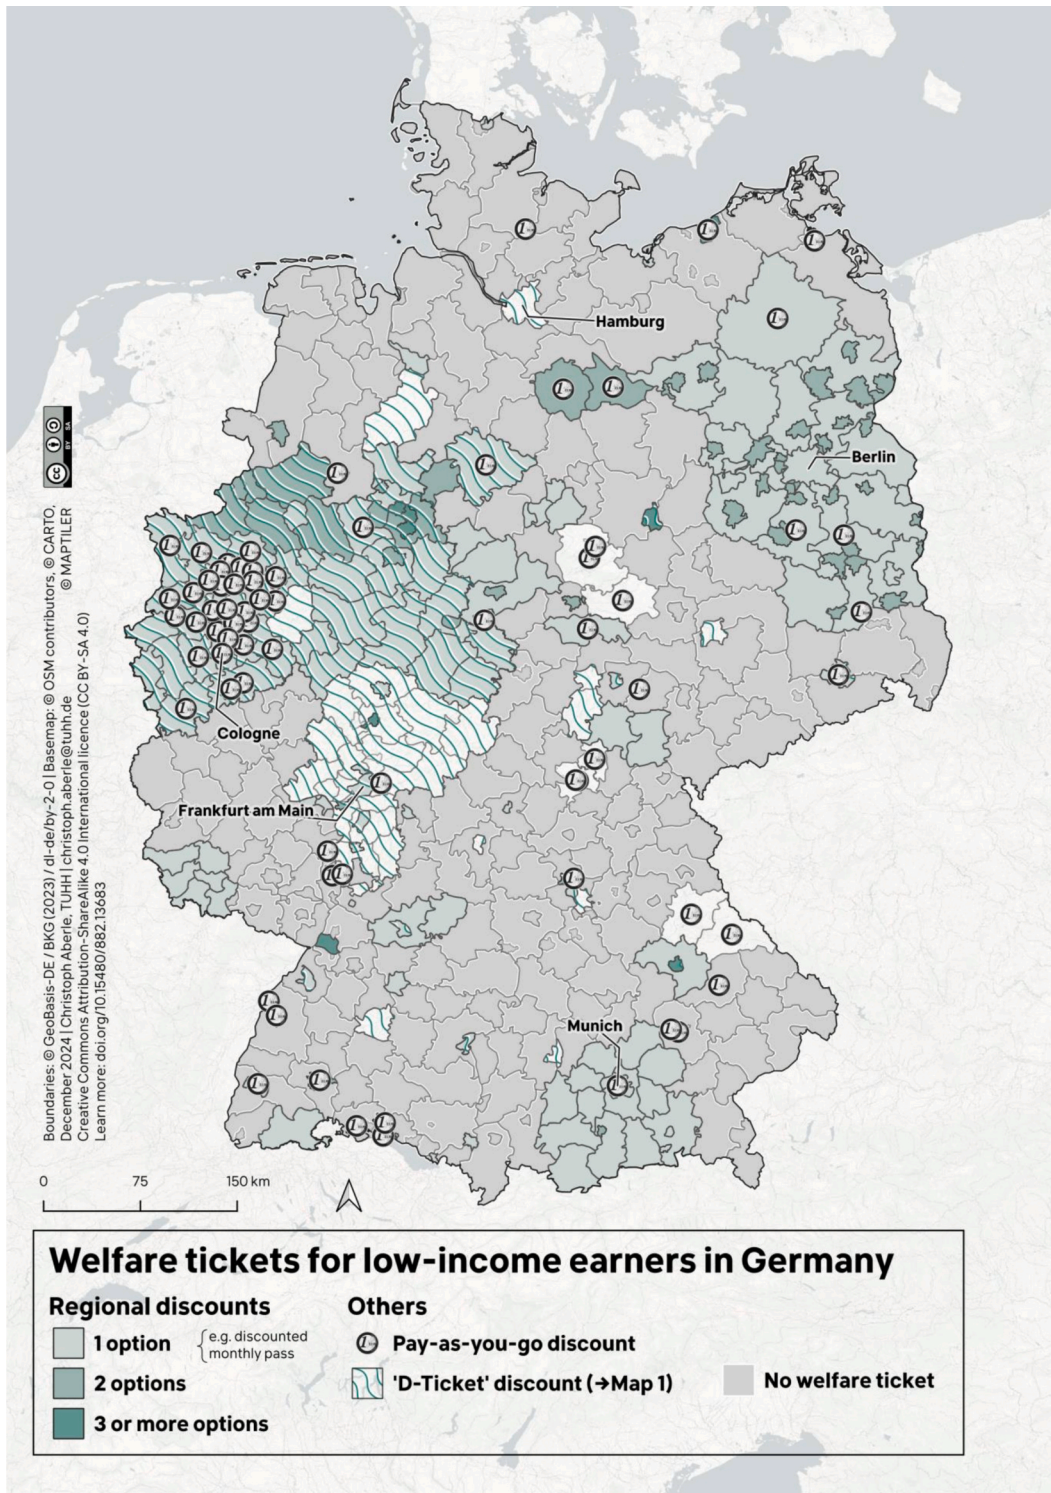 Hamburg
Berlin
Cologne
Frankfurt am Main
Munich
cc BY SA
Boundaries: © GeoBasis-DE / BKG (2023) / dl-de/by-2-0 | Basemap: © OSM contributors, © CARTO,
© MAPTILER
December 2024 | Christoph Aberle, TUHH | christoph.aberle@tuhh.de
Creative Commons Attribution-ShareAlike 4.0 International licence (CC BY-SA 4.0)
Learn more: doi.org/10.15480/882.13683
0 75 150 km
Welfare tickets for low-income earners in Germany
Regional discounts
1 option
e.g. discounted
monthly pass
2 options
3 or more options
Others
Pay-as-you-go discount
'D-Ticket' discount (→Map 1)
No welfare ticket